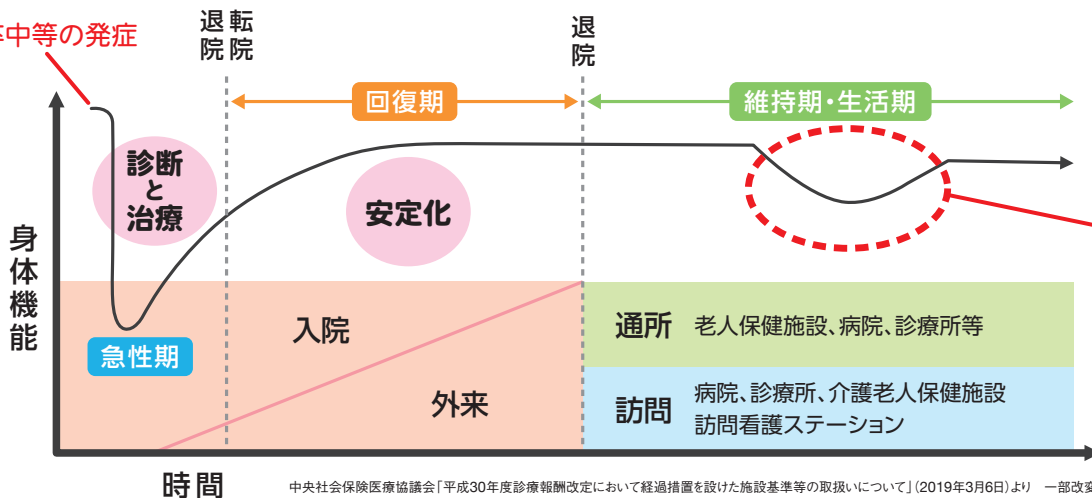 中等の発症
退院
転院
退院
回復期
維持期・生活期
診断
と
治療
安定化
身体機能
急性期
入院
外来
通所 老人保健施設、病院、診療所等
訪問 病院、診療所、介護老人保健施設
訪問看護ステーション
時間
中央社会保険医療協議会「平成30年度診療報酬改定において経過措置を設けた施設基準等の取扱いについて」(2019年3月6日)より 一部改変